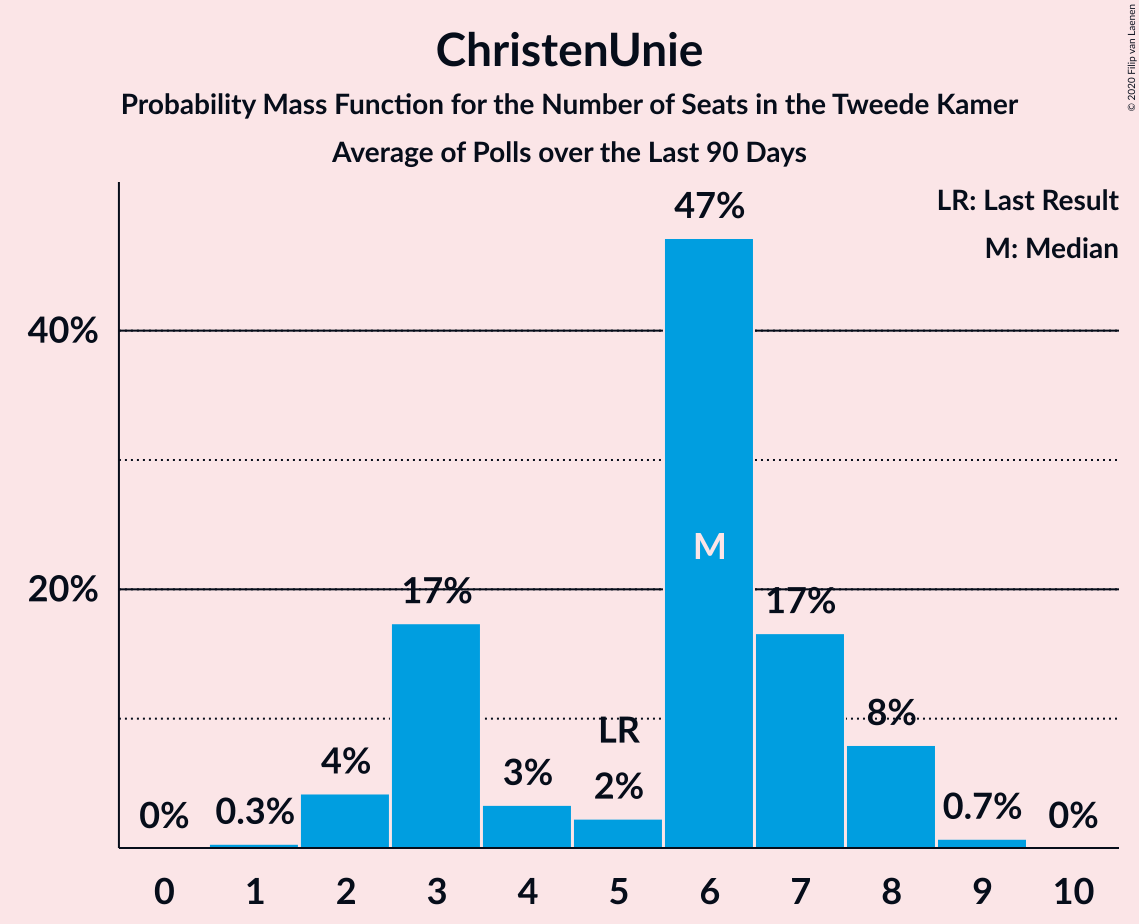 ChristenUnie
Probability Mass Function for the Number of Seats in the Tweede Kamer
Average of Polls over the Last 90 Days
© 2020 Filip van Laenen
LR: Last Result
M: Median
40%
20%
0%
0.3%
4%
17%
3%
LR
2%
47%
M
17%
8%
0.7%
0%
0 1 2 3 4 5 6 7 8 9 10